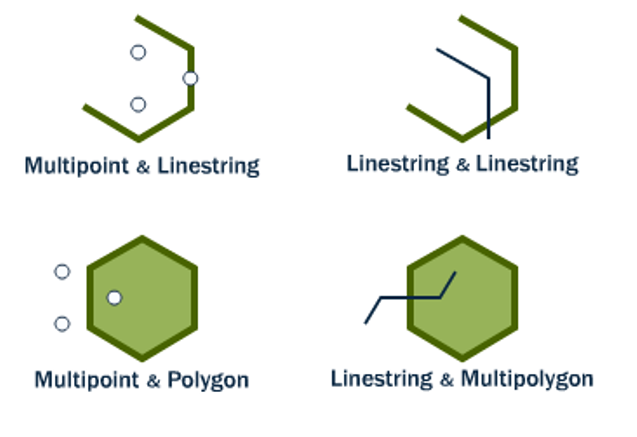 Multipoint & Linestring
Linestring & Linestring
Multipoint & Polygon
Linestring & Multipolygon